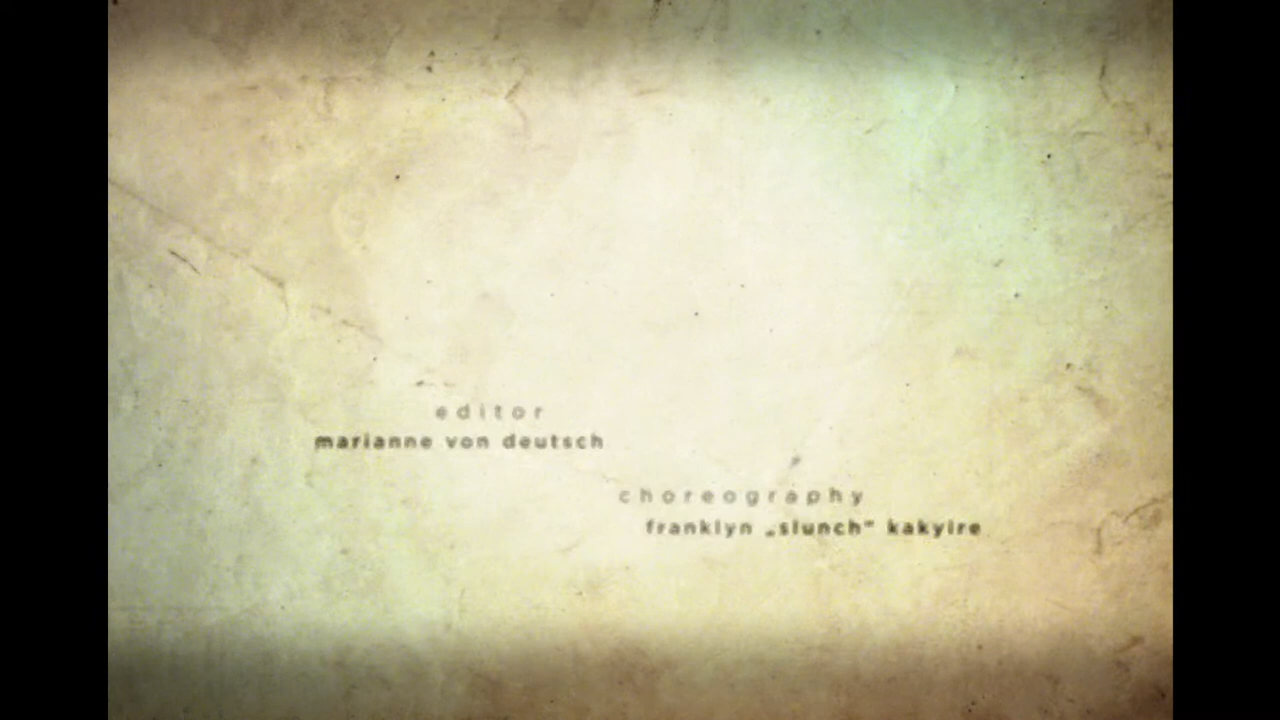 editor
marianne von deutsch
choreography
franklyn „slunch“ kakyire